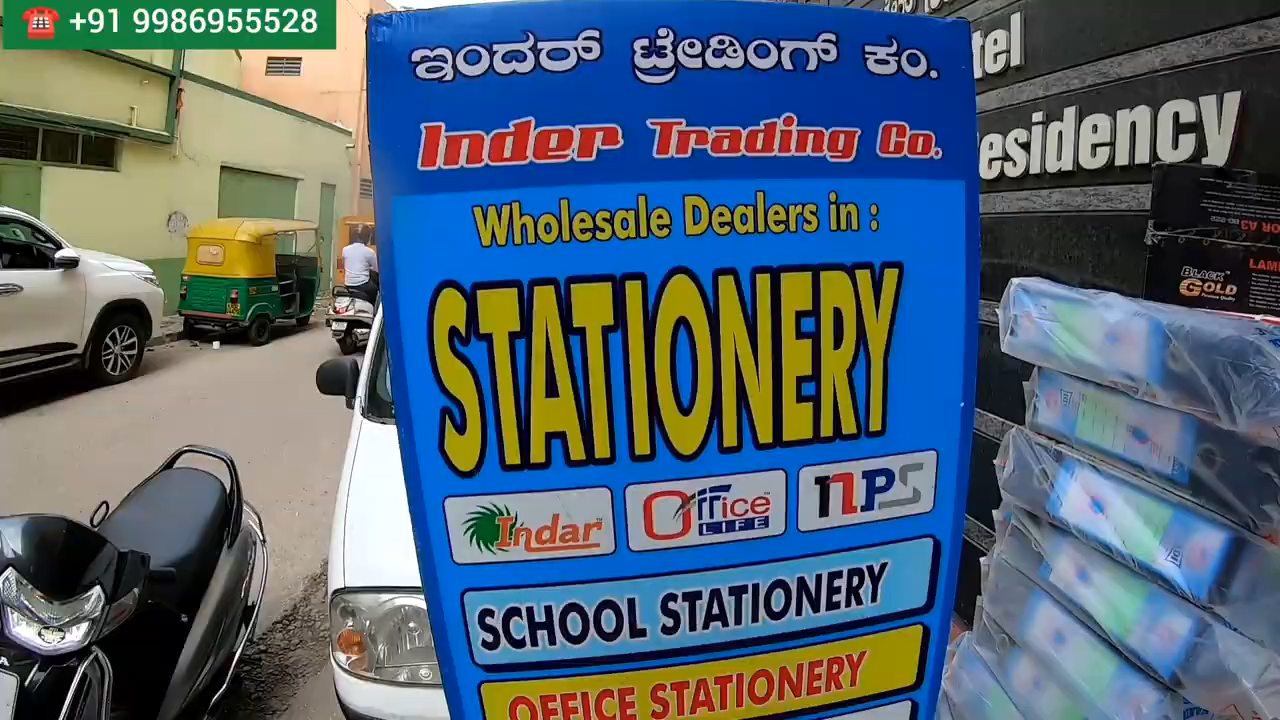 +91 9986955528
ಇಂದರ್ ಟ್ರೇಡಿಂಗ್ ಕಂ.
Inder Trading Co.
Wholesale Dealers in :
STATIONERY
Indar
Office LIFE
NPS
SCHOOL STATIONERY
OFFICE STATIONERY
tel
esidency
BLACK GOLD